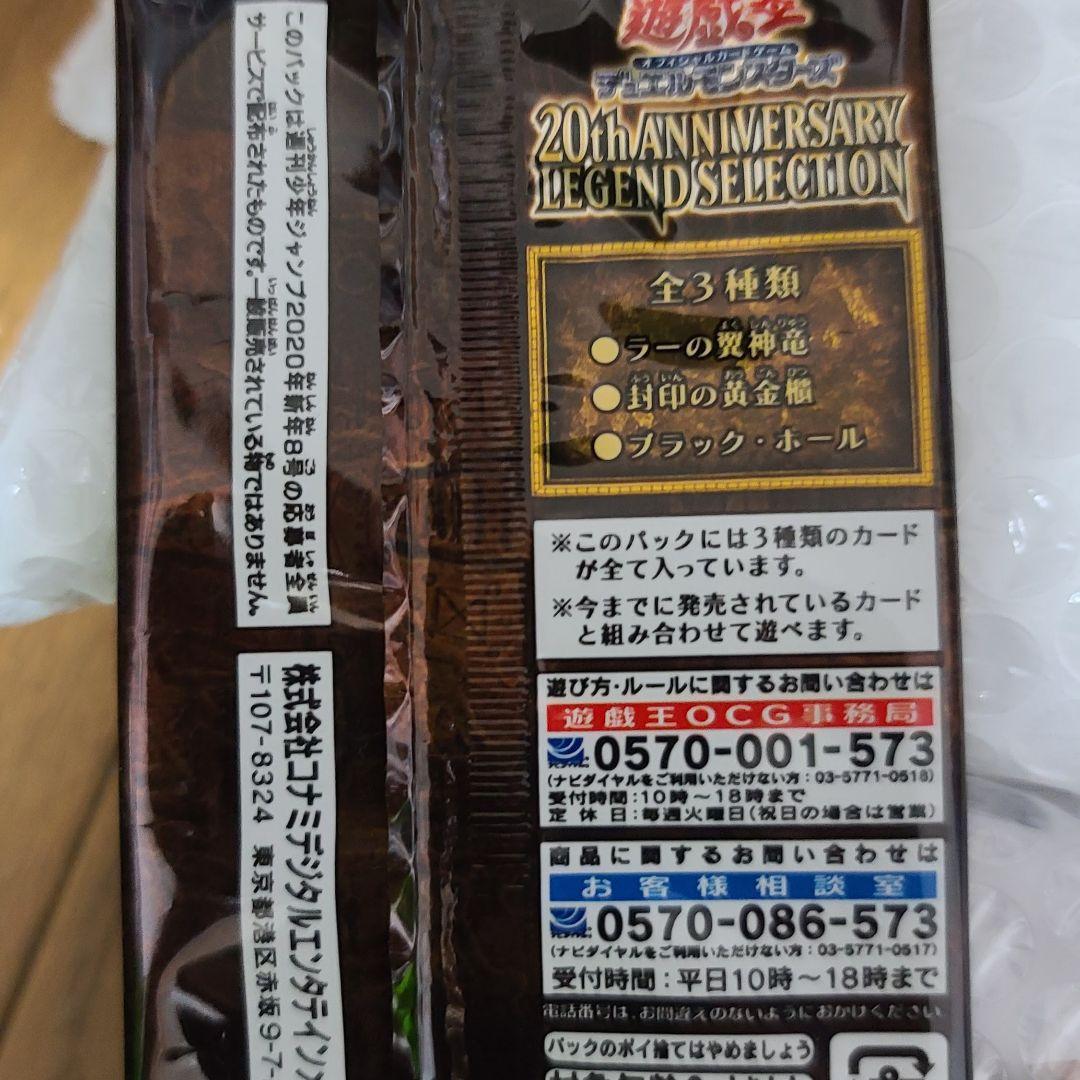 遊戯王
オフィシャルカードゲーム
デュエルモンスターズ
20th ANNIVERSARY
LEGEND SELECTION
全3種類
●ラーの翼神竜
●封印の黄金櫃
●ブラック・ホール
※このパックには3種類のカード
が全て入っています。
※今までに発売されているカード
と組み合わせて遊べます。
遊び方・ルールに関するお問い合わせは
遊戯王OCG事務局
0570-001-573
(ナビダイヤルをご利用いただけない方:03-5771-0518)
受付時間:10時～18時まで
定休日:毎週火曜日(祝日の場合は営業)
商品に関するお問い合わせは
お客様相談室
0570-086-573
(ナビダイヤルをご利用いただけない方:03-5771-0517)
受付時間:平日10時～18時まで
電話番号は、お間違えのないようにおかけください
パックのポイ捨てはやめましょう
このパックは週刊少年ジャンプ2020年新年8号の応募者全員
サービスで配布されたものです。一般販売されている物ではありません。
株式会社コナミデジタルエンタテインメ
〒107-8324 東京都港区赤坂9-7-